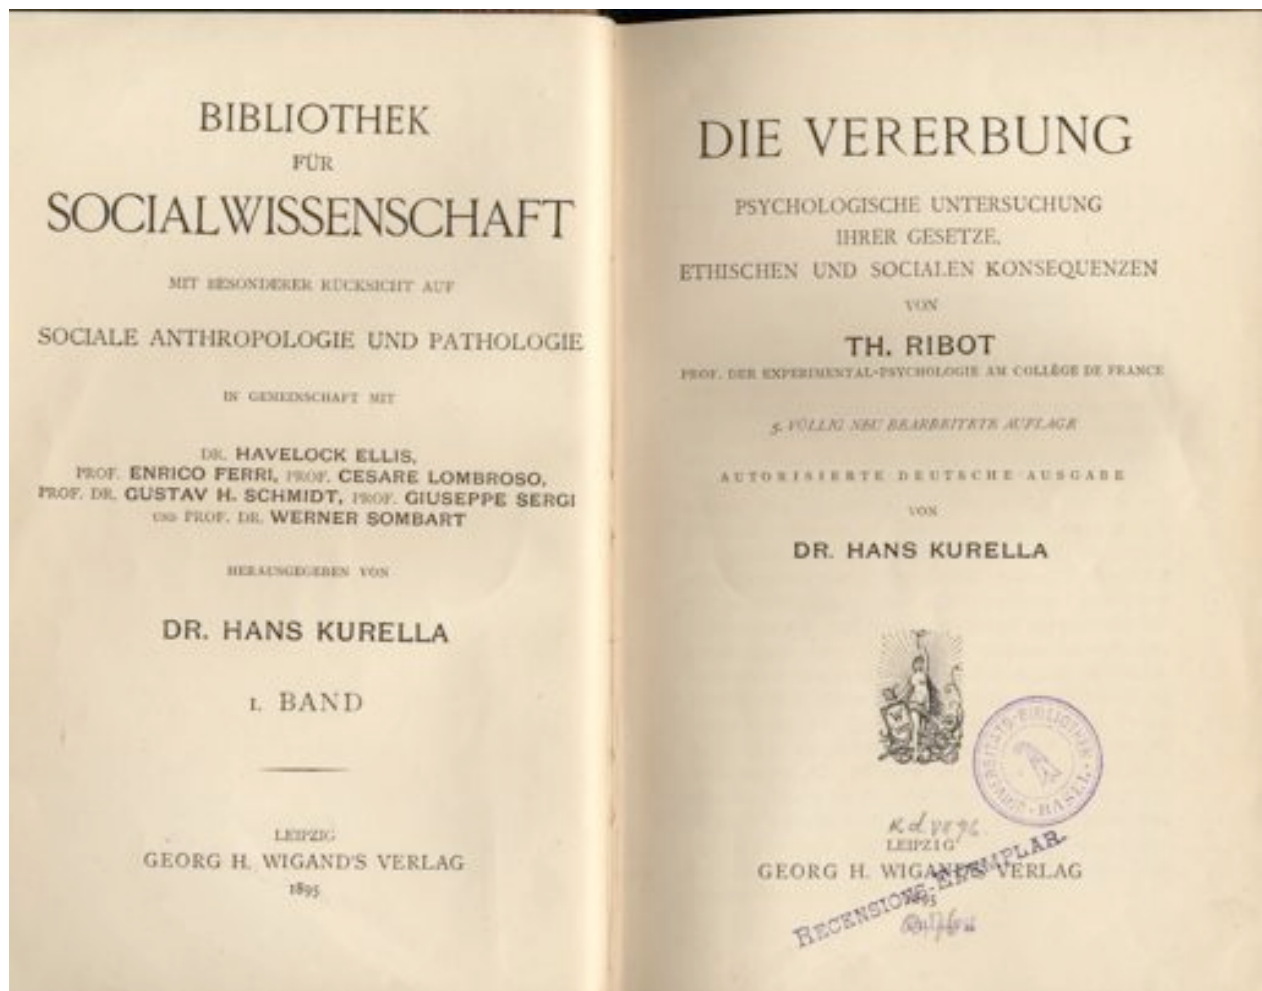 BIBLIOTHEK
FÜR
SOCIALWISSENSCHAFT
MIT BESONDERER RÜCKSICHT AUF
SOCIALE ANTHROPOLOGIE UND PATHOLOGIE
IN GEMEINSCHAFT MIT
DR. HAVELOCK ELLIS,
PROF. ENRICO FERRI, PROF. CESARE LOMBROSO,
PROF. DR. GUSTAV H. SCHMIDT, PROF. GIUSEPPE SERGI
UND PROF. DR. WERNER SOMBART
HERAUSGEGEBEN VON
DR. HANS KURELLA
I. BAND
LEIPZIG
GEORG H. WIGAND'S VERLAG
1895
DIE VERERBUNG
PSYCHOLOGISCHE UNTERSUCHUNG
IHRER GESETZE,
ETHISCHEN UND SOCIALEN KONSEQUENZEN
VON
TH. RIBOT
PROF. DER EXPERIMENTAL-PSYCHOLOGIE AM COLLÈGE DE FRANCE
5. VÖLLIG NEU BEARBEITETE AUFLAGE
AUTORISIERTE DEUTSCHE AUSGABE
VON
DR. HANS KURELLA
W
UNIVERSITÄTS-BIBLIOTHEK
BASEL
LEIPZIG
GEORG H. WIGAND'S VERLAG
RECENSIONS-EXEMPLAR.